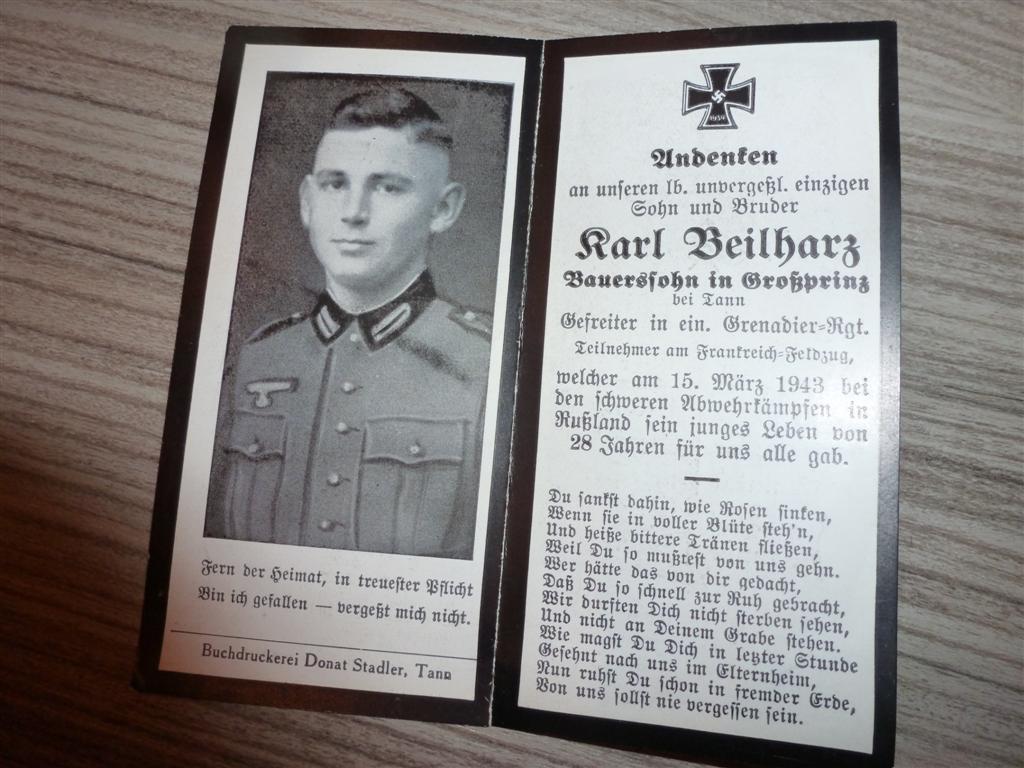 Fern der Heimat, in treuester Pflicht
Bin ich gefallen — vergeßt mich nicht.
Buchdruckerei Donat Stadler, Tann
1939
Andenken
an unseren lb. unvergeßl. einzigen
Sohn und Bruder
Karl Beilharz
Bauerssohn in Großprinz
bei Tann
Gefreiter in ein. Grenadier-Rgt.
Teilnehmer am Frankreich-Feldzug,
welcher am 15. März 1943 bei
den schweren Abwehrkämpfen in
Rußland sein junges Leben von
28 Jahren für uns alle gab.
Du sankst dahin, wie Rosen sinken,
Wenn sie in voller Blüte steh'n,
Und heiße bittere Tränen fließen,
Weil Du so mußtest von uns gehn.
Wer hätte das von dir gedacht,
Daß Du so schnell zur Ruh gebracht,
Wir durften Dich nicht sterben sehen,
Und nicht an Deinem Grabe stehen.
Wie magst Du Dich in letzter Stunde
Gesehnt nach uns im Elternheim,
Nun ruhst Du schon in fremder Erde,
Von uns sollst nie vergessen sein.